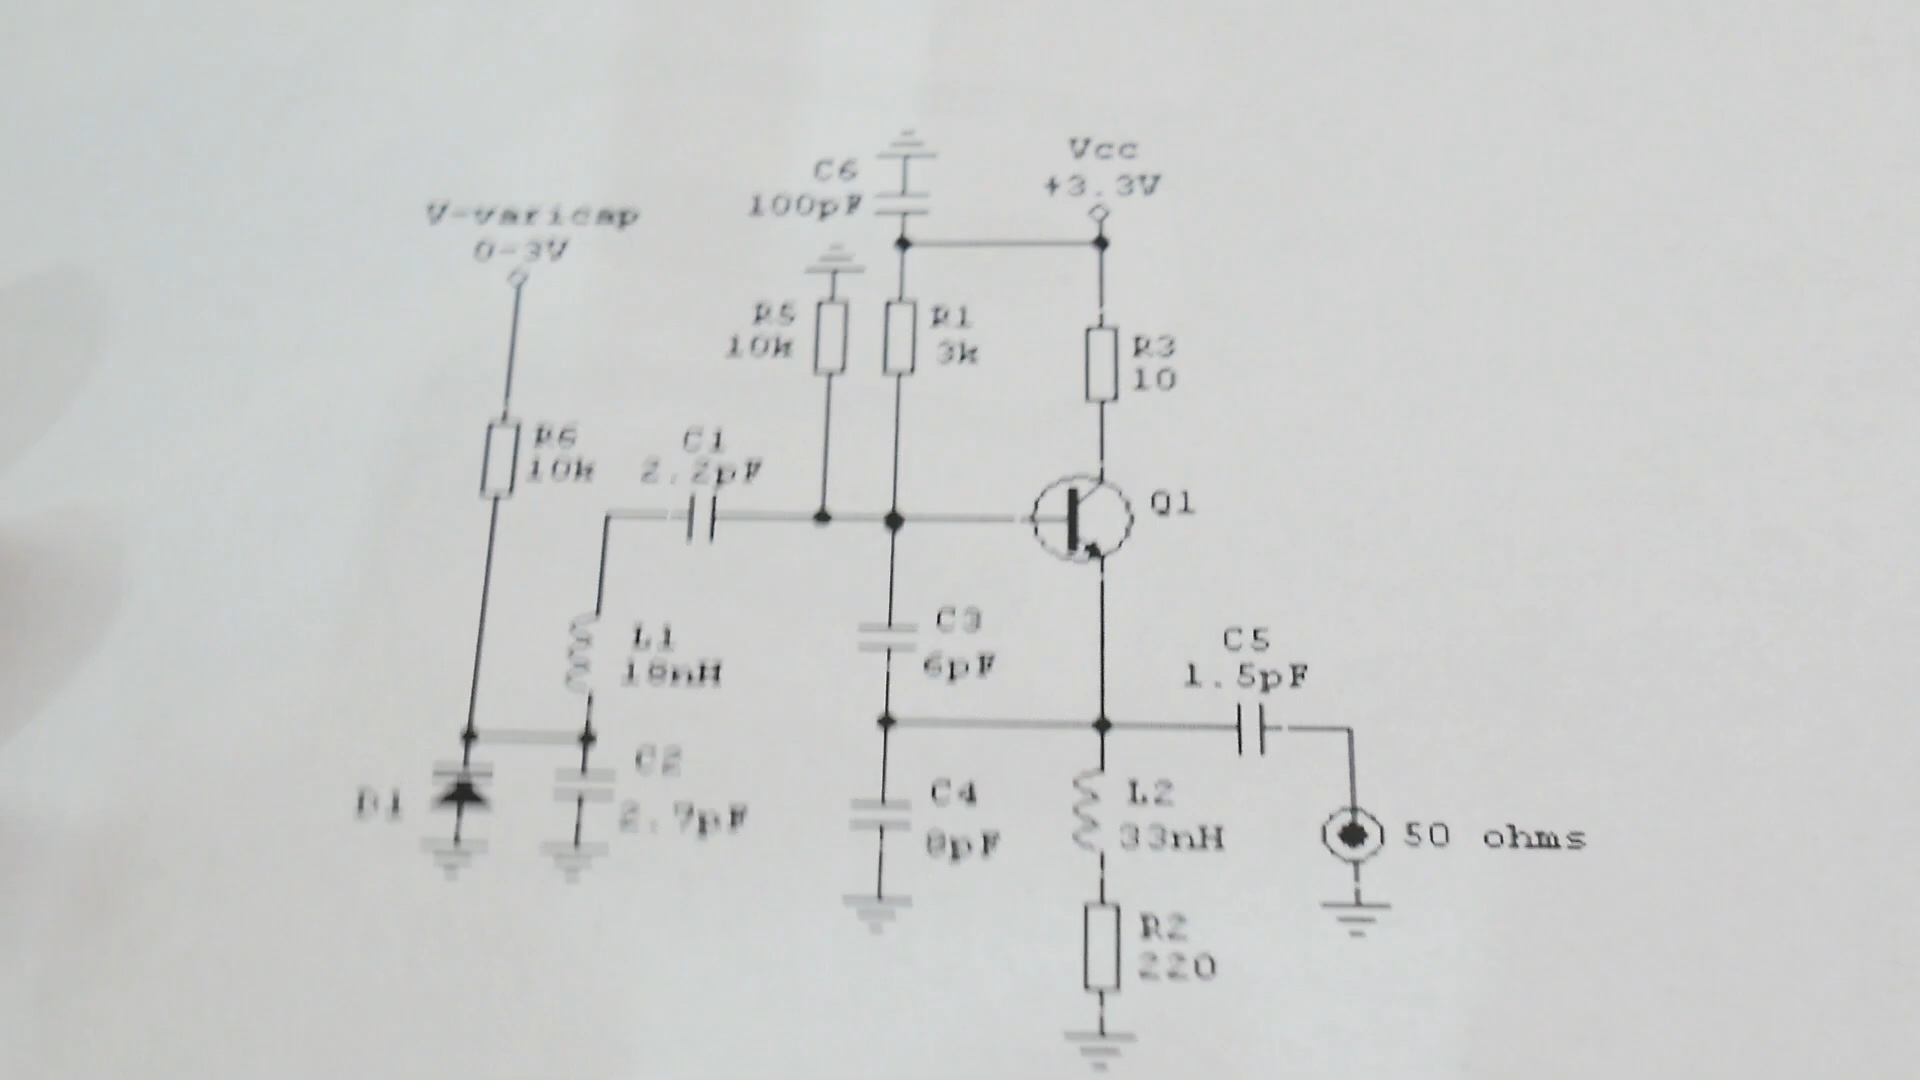 Vcc
+3.3V
C6
100pF
V-varicap
0-3V
R5
10k
R1
3k
R3
10
R6
10k
C1
2.2pF
Q1
C3
6pF
C5
1.5pF
L1
18nH
C2
2.7pF
D1
C4
8pF
L2
33nH
50 ohms
R2
220